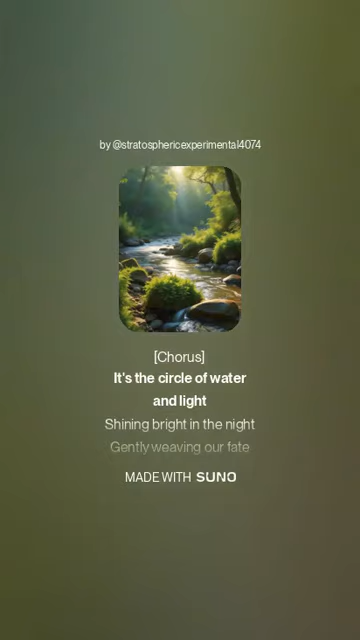 by @stratosphericexperimental4074
[Chorus]
It's the circle of water
and light
Shining bright in the night
Gently weaving our fate
MADE WITH SUNO